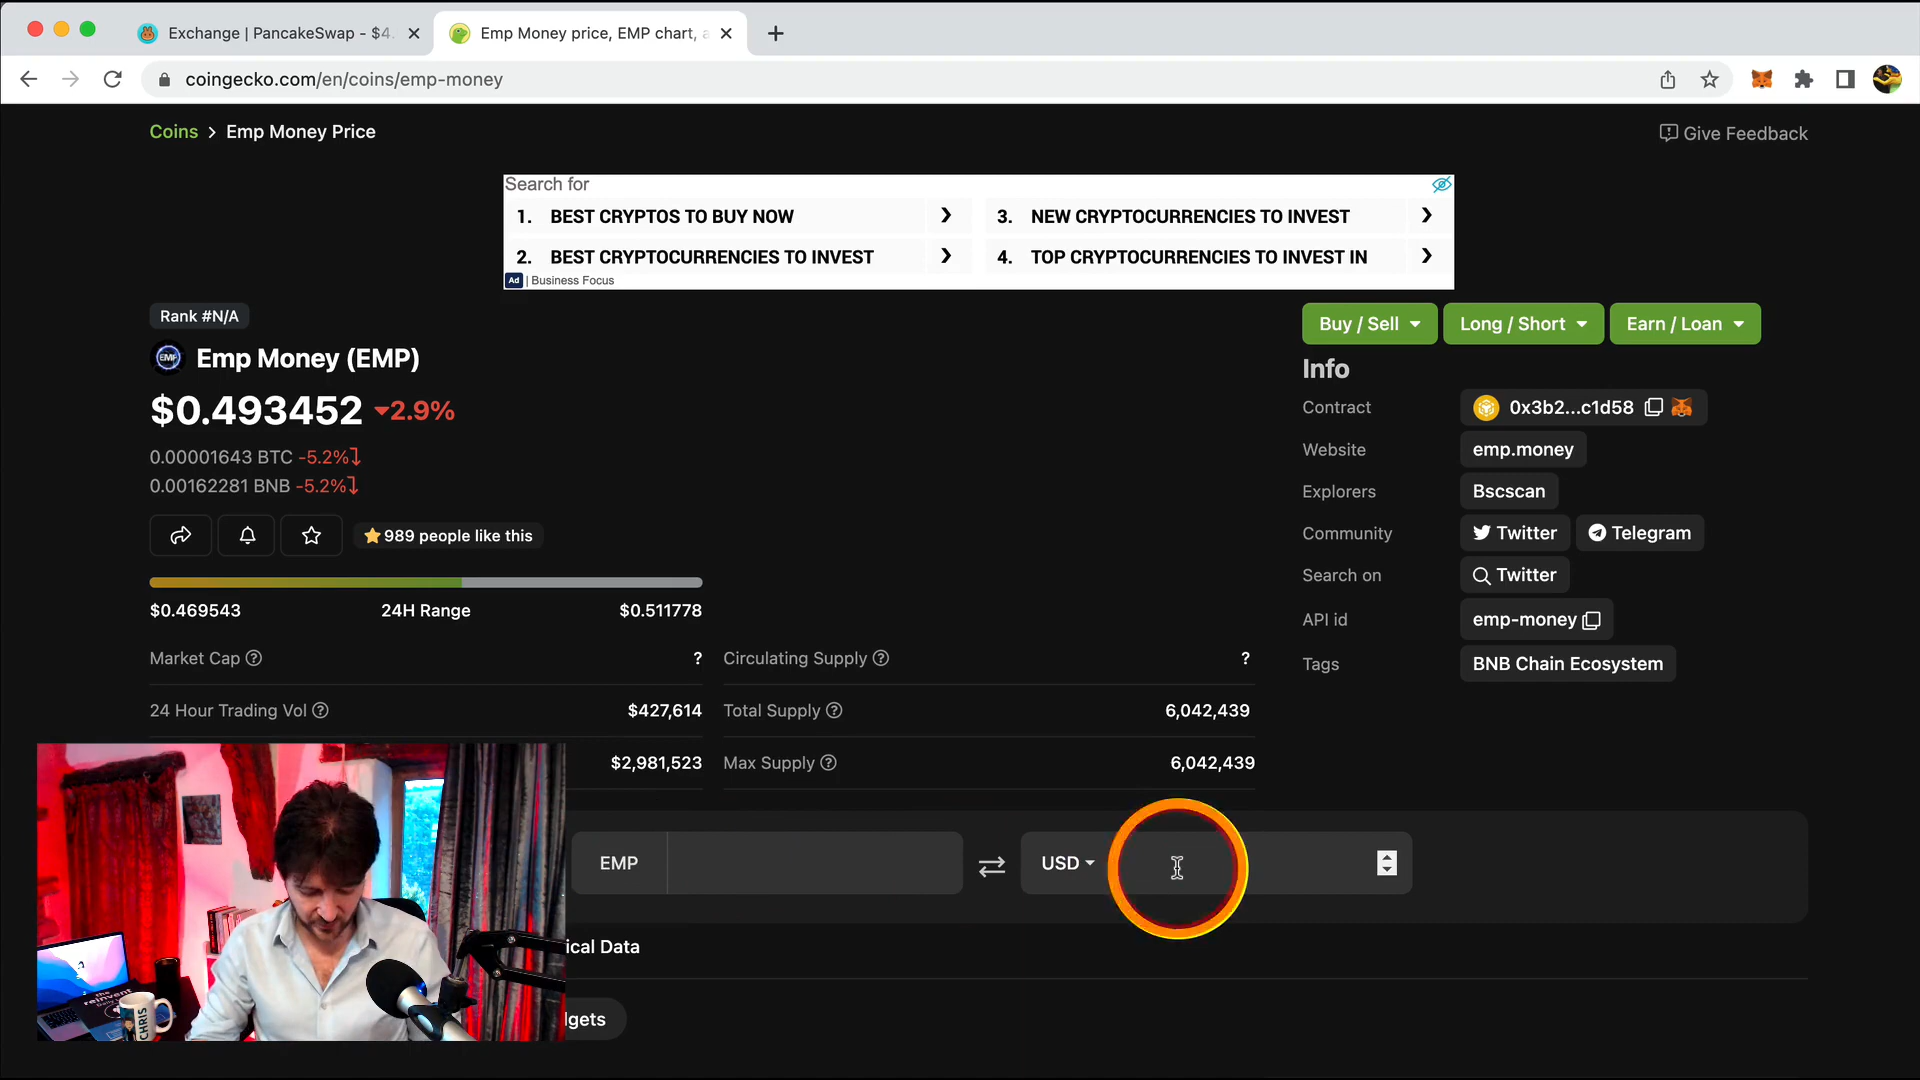 Exchange | PancakeSwap - $4.
Emp Money price, EMP chart, a
coingecko.com/en/coins/emp-money
Coins > Emp Money Price
Give Feedback
Search for
1. BEST CRYPTOS TO BUY NOW
2. BEST CRYPTOCURRENCIES TO INVEST
3. NEW CRYPTOCURRENCIES TO INVEST
4. TOP CRYPTOCURRENCIES TO INVEST IN
Ad | Business Focus
Rank #N/A
EMP
Emp Money (EMP)
$0.493452 2.9%
0.00001643 BTC -5.2%
0.00162281 BNB -5.2%
989 people like this
$0.469543 24H Range $0.511778
Market Cap ?
24 Hour Trading Vol $427,614
$2,981,523
Circulating Supply ?
Total Supply 6,042,439
Max Supply 6,042,439
Buy / Sell
Long / Short
Earn / Loan
Info
Contract 0x3b2...c1d58
Website emp.money
Explorers Bscscan
Community Twitter Telegram
Search on Twitter
API id emp-money
Tags BNB Chain Ecosystem
EMP
USD
ical Data
lgets
the
reinvent
Daily
CHRIS